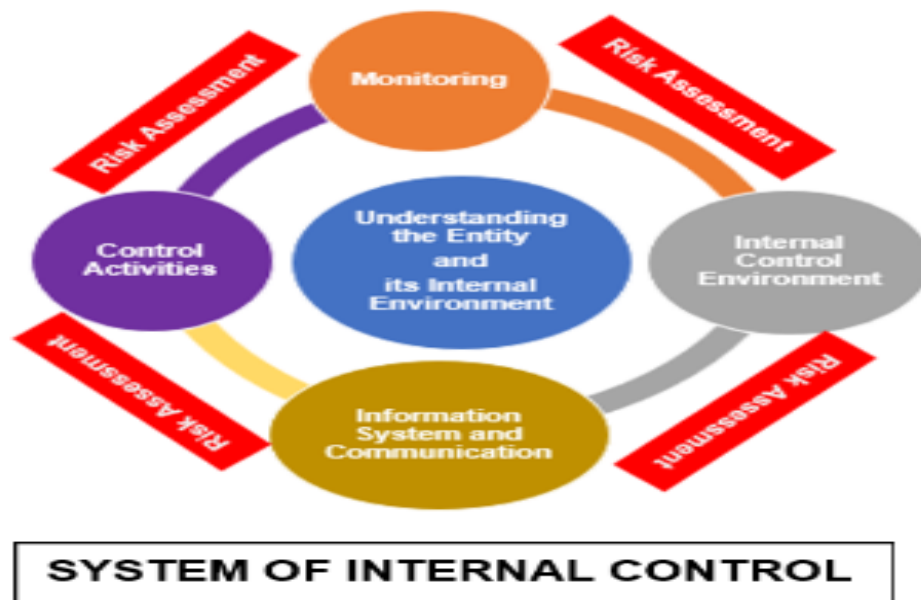 Risk Assessment
Monitoring
Risk Assessment
Control
Activities
Understanding
the Entity
and
its Internal
Environment
Internal
Control
Environment
Risk Assessment
Information
System and
Communication
Risk Assessment
SYSTEM OF INTERNAL CONTROL